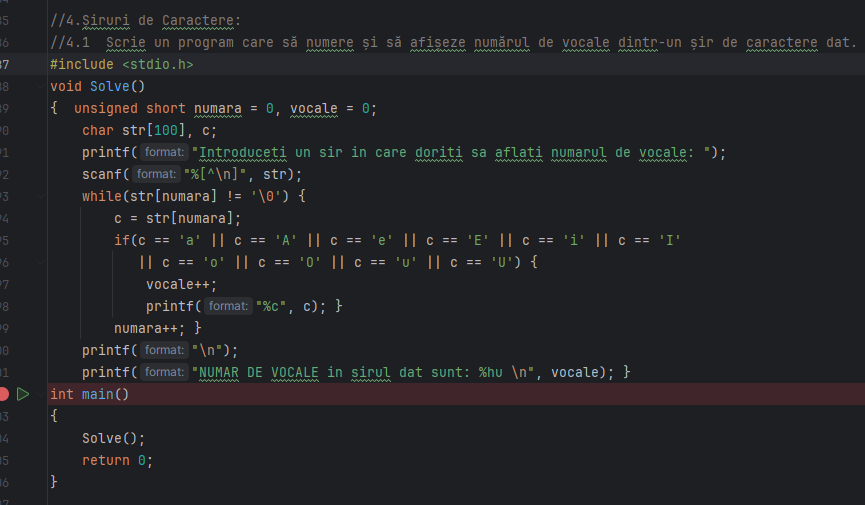 //4.Siruri de Caractere:
//4.1  Scrie un program care să numere și să afișeze numărul de vocale dintr-un șir de caractere dat.
#include <stdio.h>
void Solve()
{  unsigned short numara = 0, vocale = 0;
    char str[100], c;
    printf( format: "Introduceti un sir in care doriti sa aflati numarul de vocale: ");
    scanf( format: "%[^\n]", str);
    while(str[numara] != '\0') {
        c = str[numara];
        if(c == 'a' || c == 'A' || c == 'e' || c == 'E' || c == 'i' || c == 'I'
           || c == 'o' || c == 'O' || c == 'u' || c == 'U') {
            vocale++;
            printf( format: "%c", c); }
        numara++; }
    printf( format: "\n");
    printf( format: "NUMAR DE VOCALE in sirul dat sunt: %hu \n", vocale); }
int main()
{
    Solve();
    return 0;
}